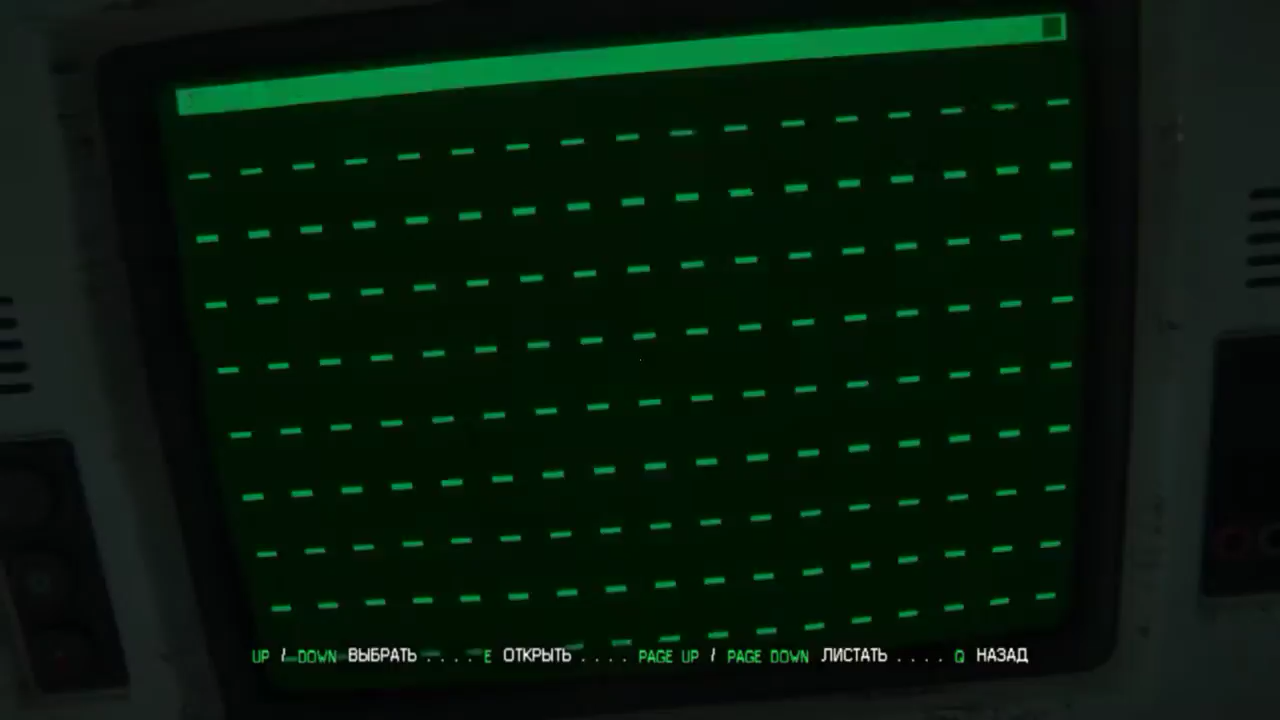 UP / DOWN ВЫБРАТЬ .... E ОТКРЫТЬ .... PAGE UP / PAGE DOWN ЛИСТАТЬ .... Q НАЗАД